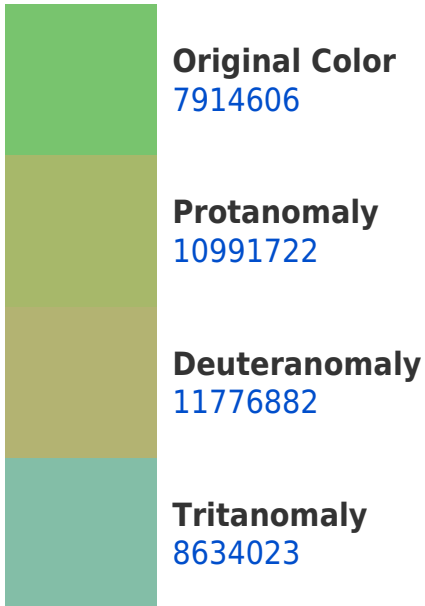 Original Color
7914606
Protanomaly
10991722
Deuteranomaly
11776882
Tritanomaly
8634023